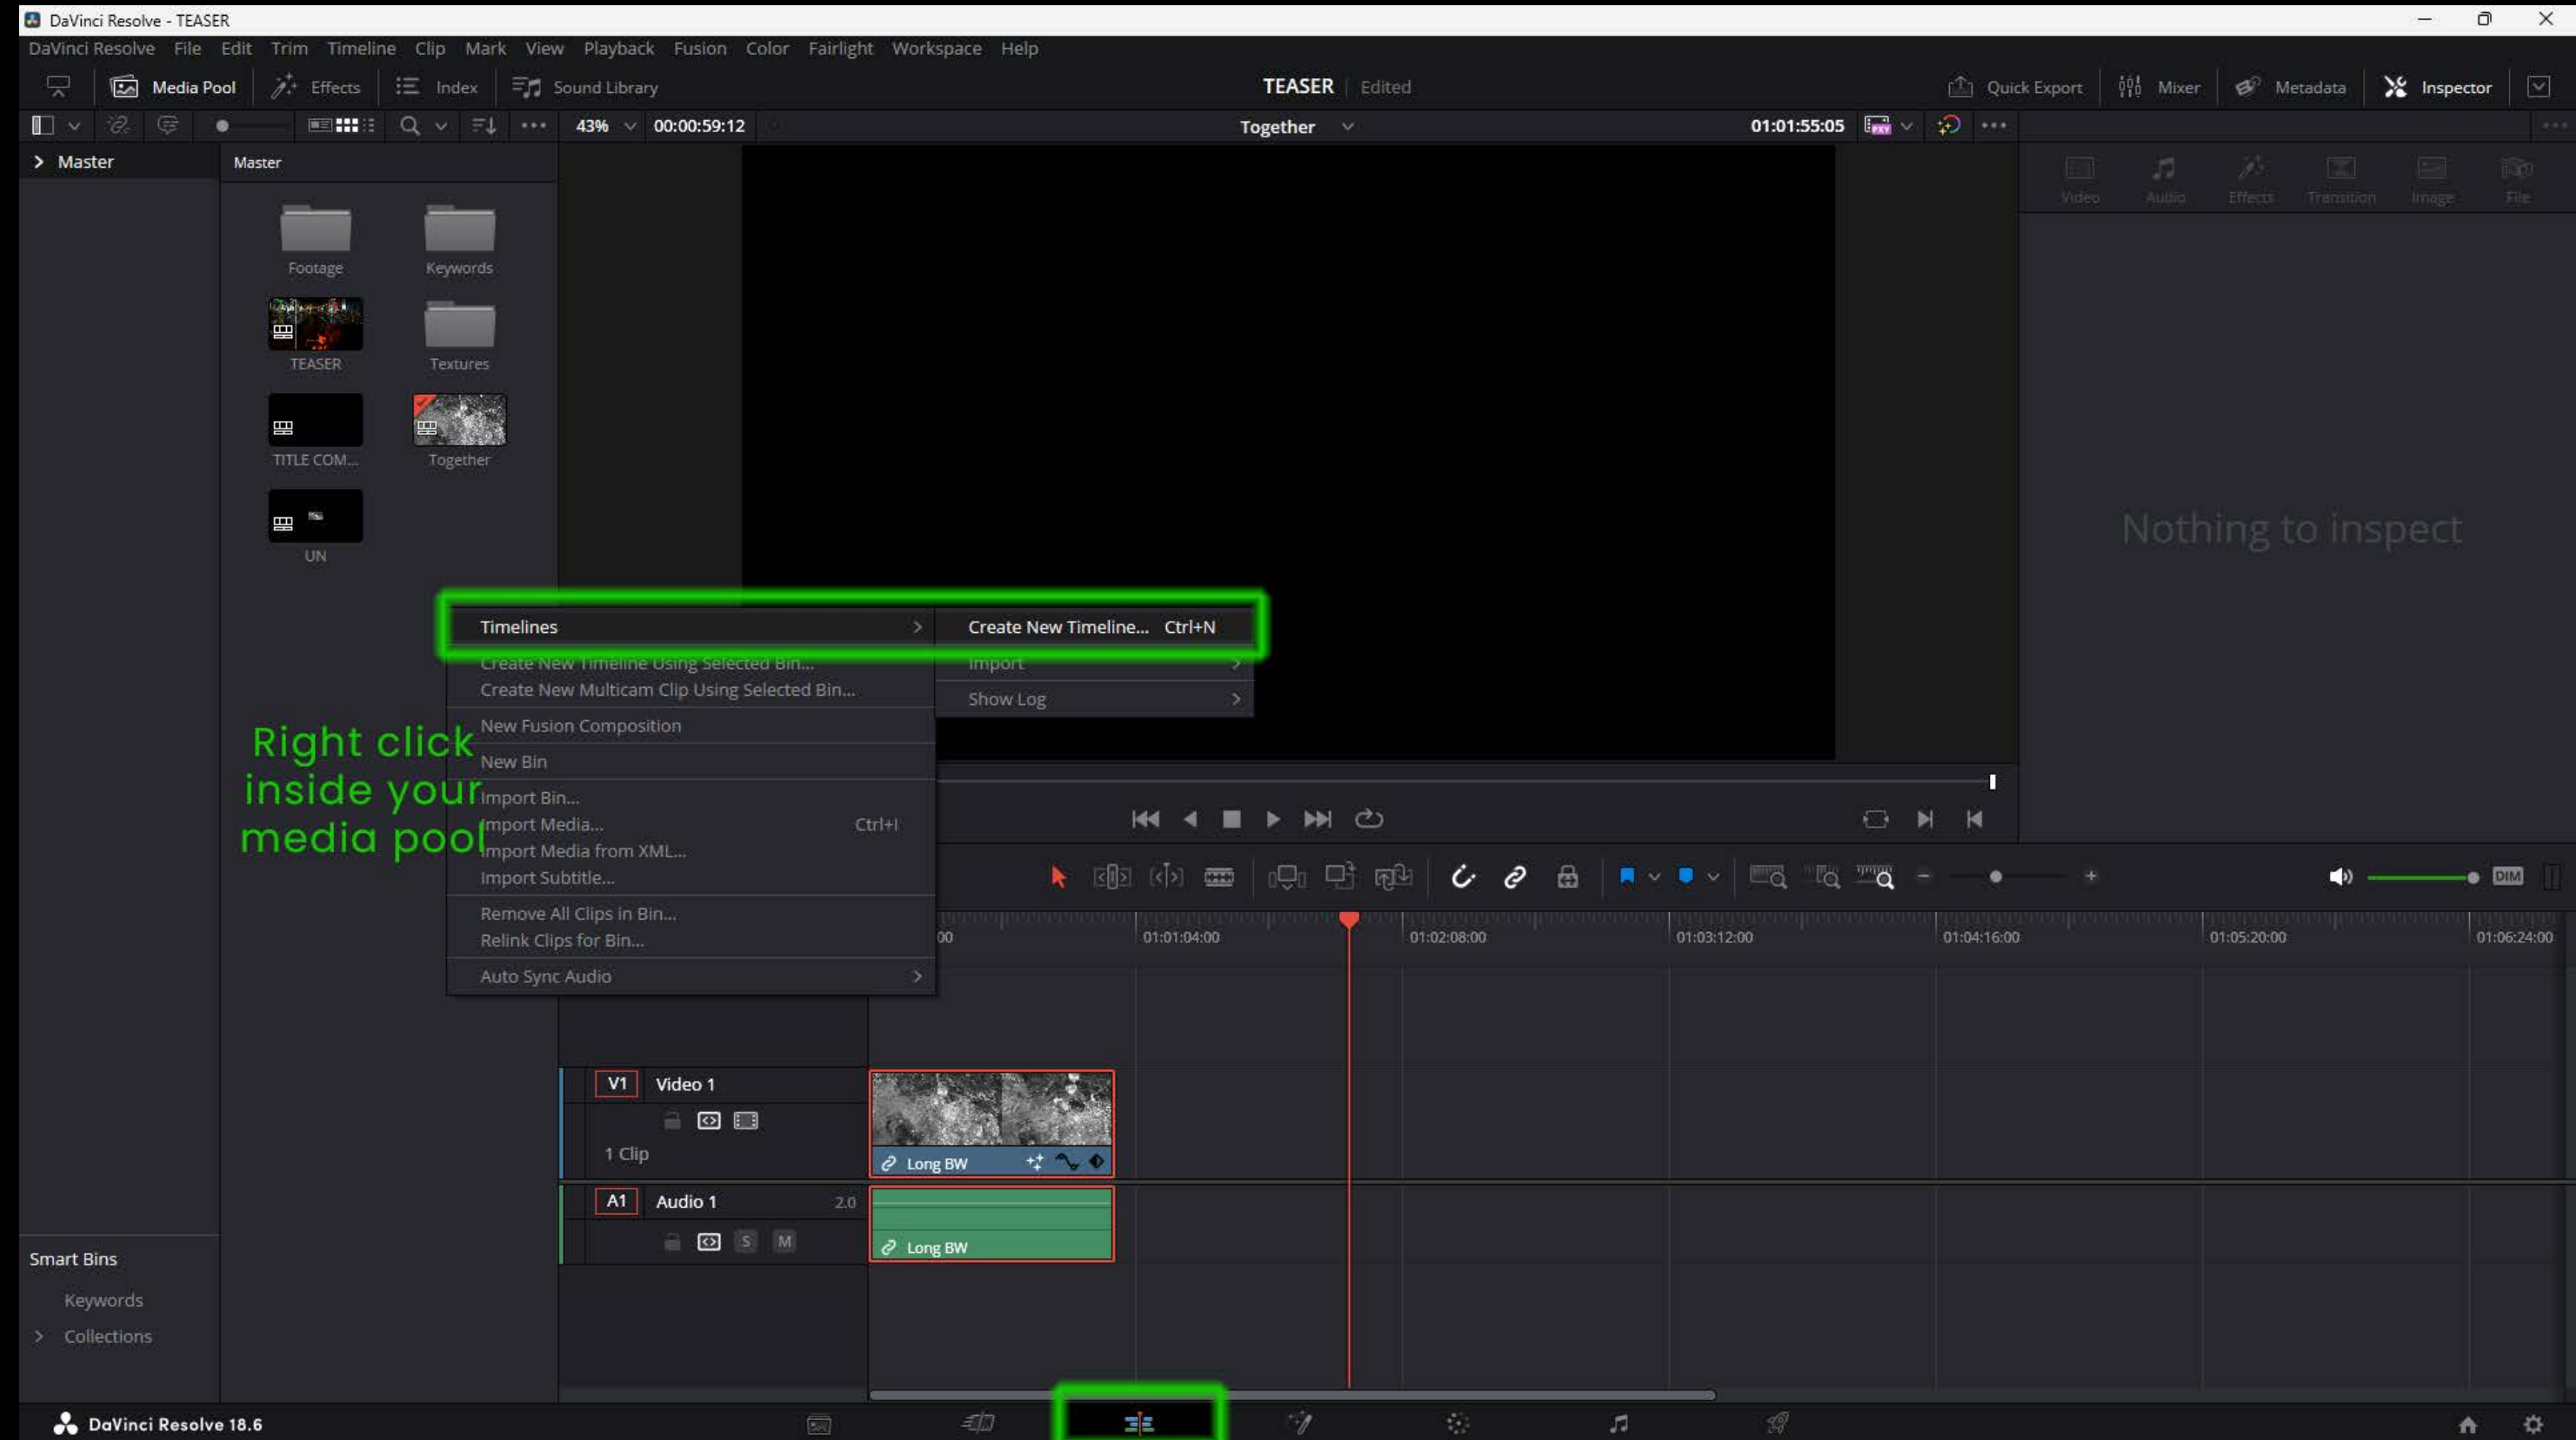 DaVinci Resolve - TEASER
DaVinci Resolve File Edit Trim Timeline Clip Mark View Playback Fusion Color Fairlight Workspace Help
Media Pool Effects Index Sound Library TEASER Edited Quick Export Mixer Metadata Inspector
43% 00:00:59:12 Together 01:01:55:05
Master
Master
Video Audio Effects Transition Image File
Footage Keywords
TEASER Textures
TITLE COM... Together
UN
Nothing to inspect
Timelines Create New Timeline... Ctrl+N
Create New Timeline Using Selected Bin... Import
Create New Multicam Clip Using Selected Bin... Show Log
New Fusion Composition
New Bin
Import Bin...
Import Media... Ctrl+I
Import Media from XML...
Import Subtitle...
Remove All Clips in Bin...
Relink Clips for Bin...
Auto Sync Audio
Right click
inside your
media pool
DIM
00 01:01:04:00 01:02:08:00 01:03:12:00 01:04:16:00 01:05:20:00 01:06:24:00
V1 Video 1
1 Clip
Long BW
A1 Audio 1 2.0
S M
Long BW
Smart Bins
Keywords
Collections
DaVinci Resolve 18.6